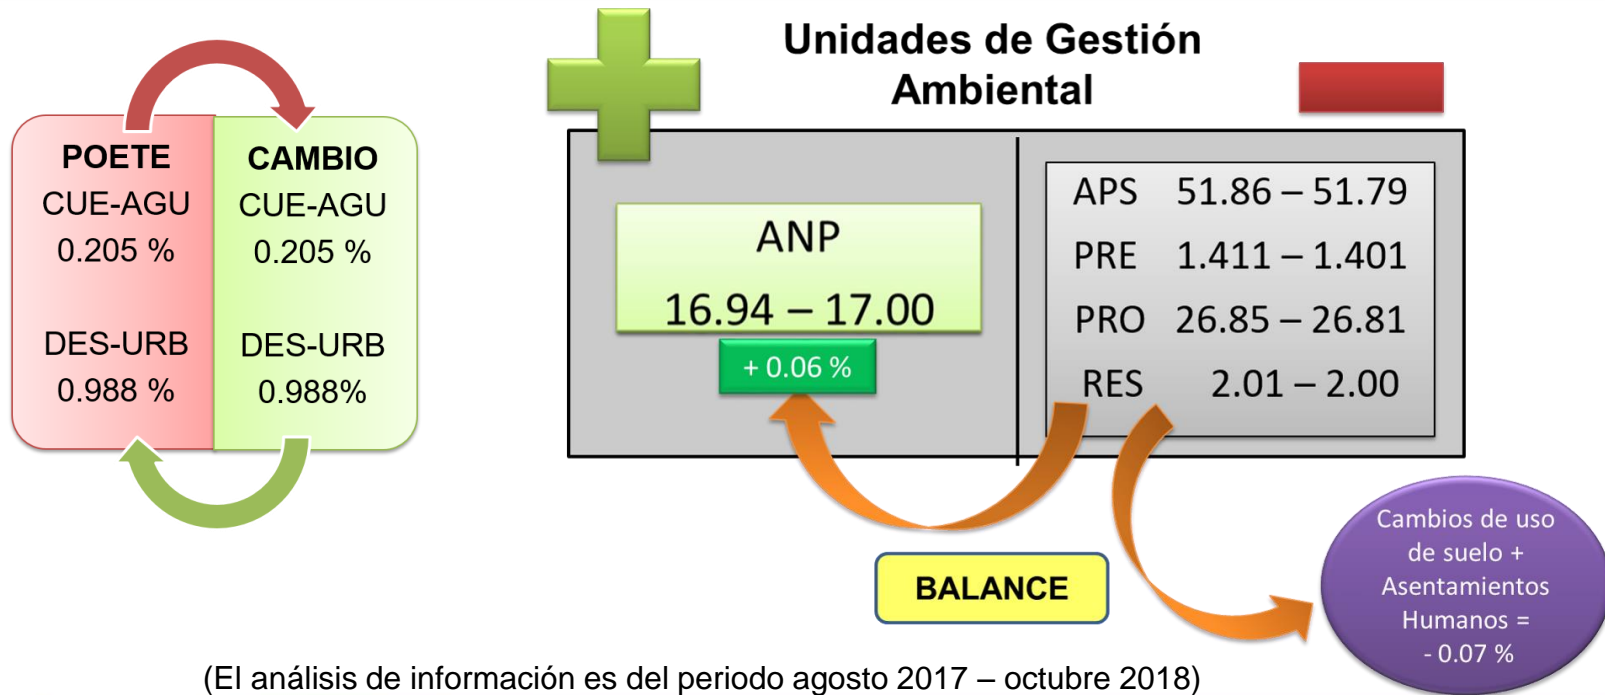 Unidades de Gestión
Ambiental
POETE
CUE-AGU
0.205 %
DES-URB
0.988 %
CAMBIO
CUE-AGU
0.205 %
DES-URB
0.988%
ANP
16.94 – 17.00
+ 0.06 %
APS 51.86 – 51.79
PRE 1.411 – 1.401
PRO 26.85 – 26.81
RES 2.01 – 2.00
BALANCE
Cambios de uso
de suelo +
Asentamientos
Humanos =
- 0.07 %
(El análisis de información es del periodo agosto 2017 – octubre 2018)